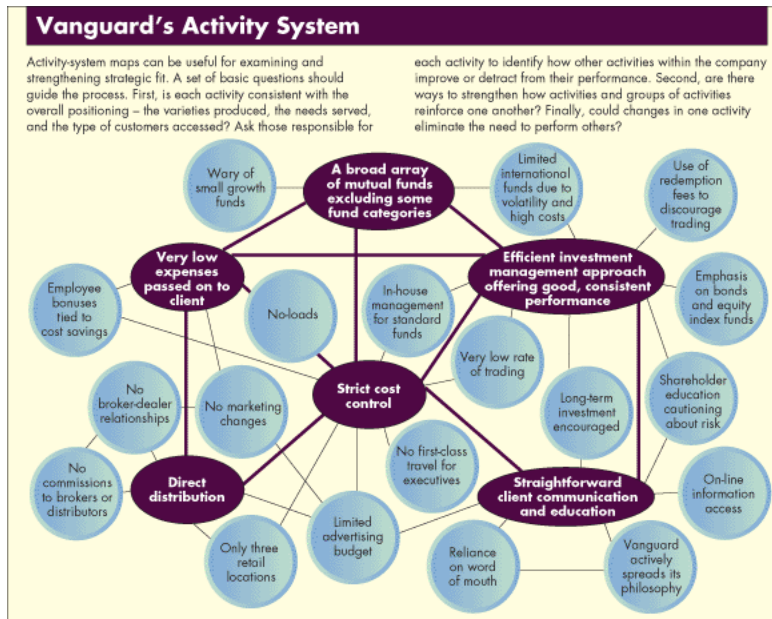 Vanguard's Activity System
Activity-system maps can be useful for examining and
strengthening strategic fit. A set of basic questions should
guide the process. First, is each activity consistent with the
overall positioning – the varieties produced, the needs served,
and the type of customers accessed? Ask those responsible for
each activity to identify how other activities within the company
improve or detract from their performance. Second, are there
ways to strengthen how activities and groups of activities
reinforce one another? Finally, could changes in one activity
eliminate the need to perform others?
Wary of
small growth
funds
A broad array
of mutual funds
excluding some
fund categories
Limited
international
funds due to
volatility and
high costs
Use of
redemption
fees to
discourage
trading
Very low
expenses
passed on to
client
Efficient investment
management approach
offering good, consistent
performance
Employee
bonuses
tied to
cost savings
No-loads
In-house
management
for standard
funds
Emphasis
on bonds
and equity
index funds
Very low rate
of trading
Strict cost
control
No
broker-dealer
relationships
No marketing
changes
Long-term
investment
encouraged
Shareholder
education
cautioning
about risk
No
commissions
to brokers or
distributors
Direct
distribution
No first-class
travel for
executives
Straightforward
client communication
and education
On-line
information
access
Only three
retail
locations
Limited
advertising
budget
Reliance
on word
of mouth
Vanguard
actively
spreads its
philosophy